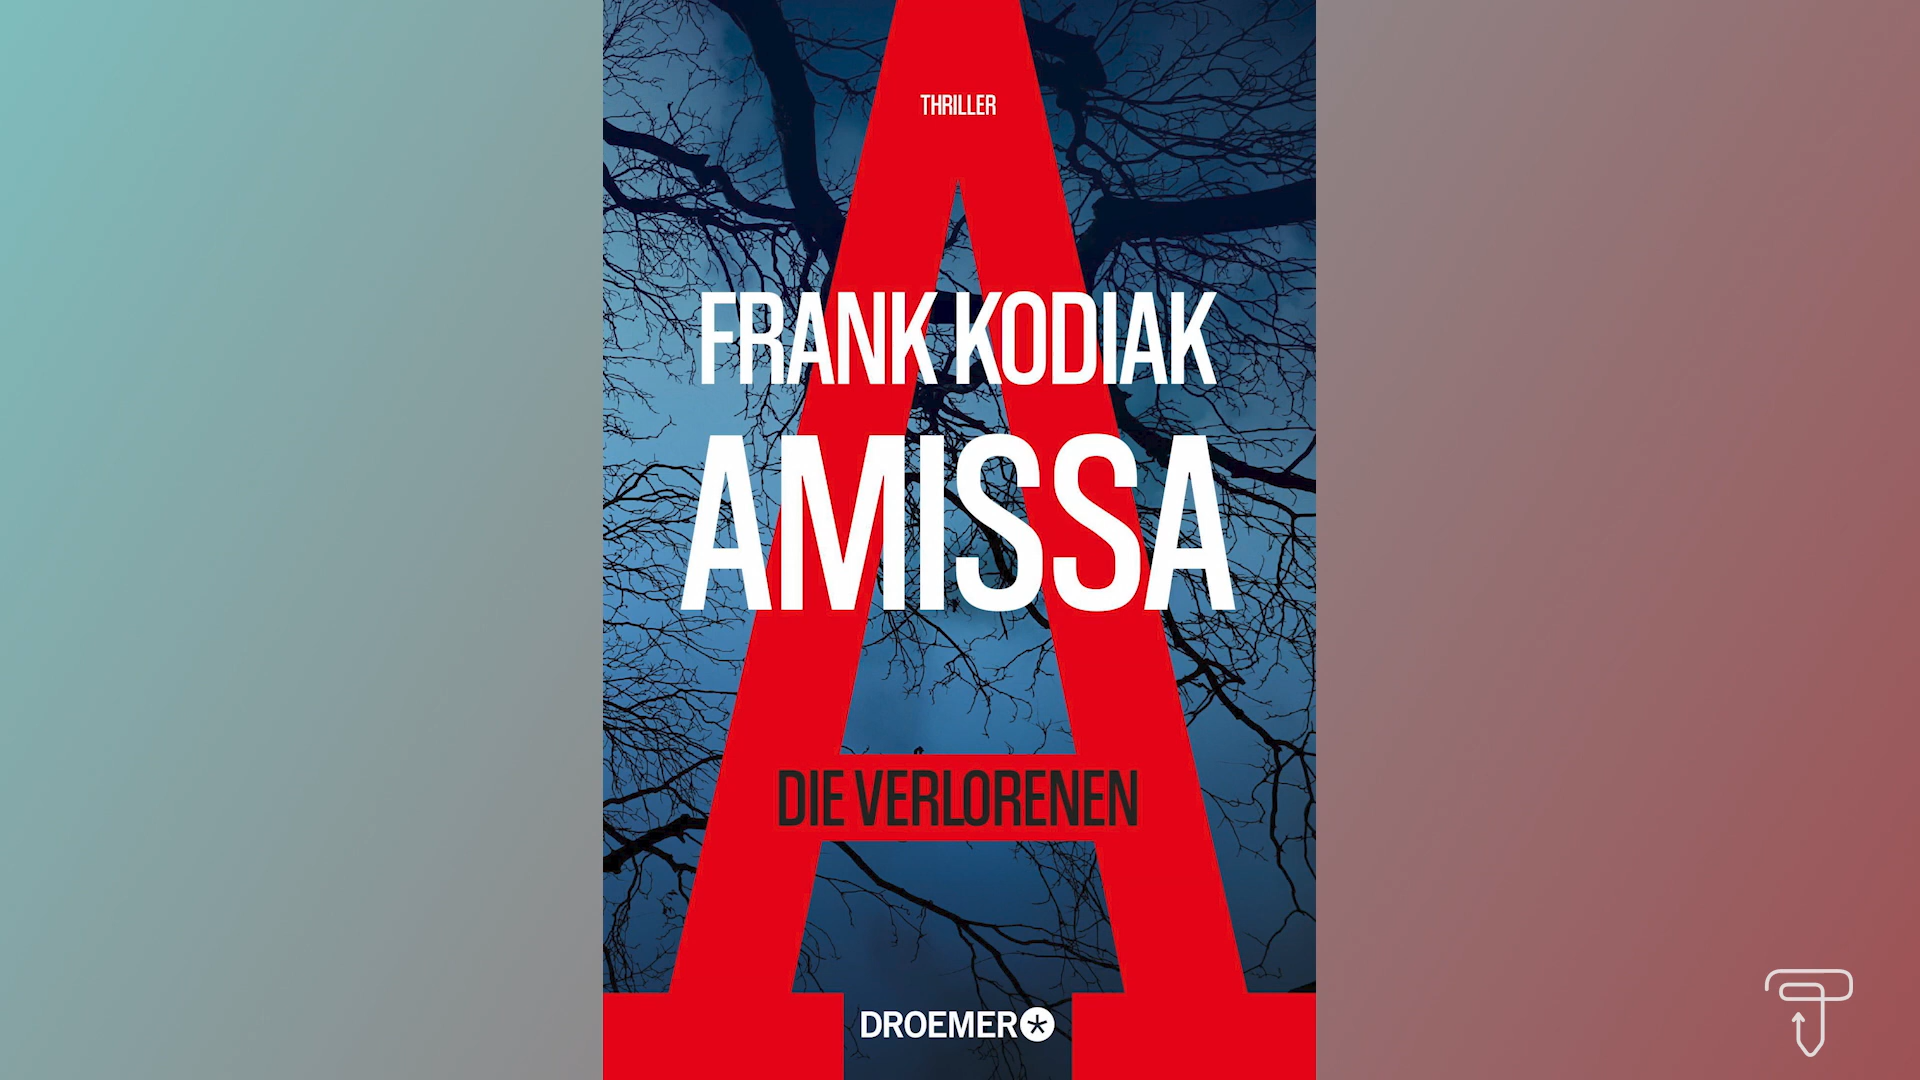 THRILLER
FRANK KODIAK
AMISSA
DIE VERLORENEN
DROEMER